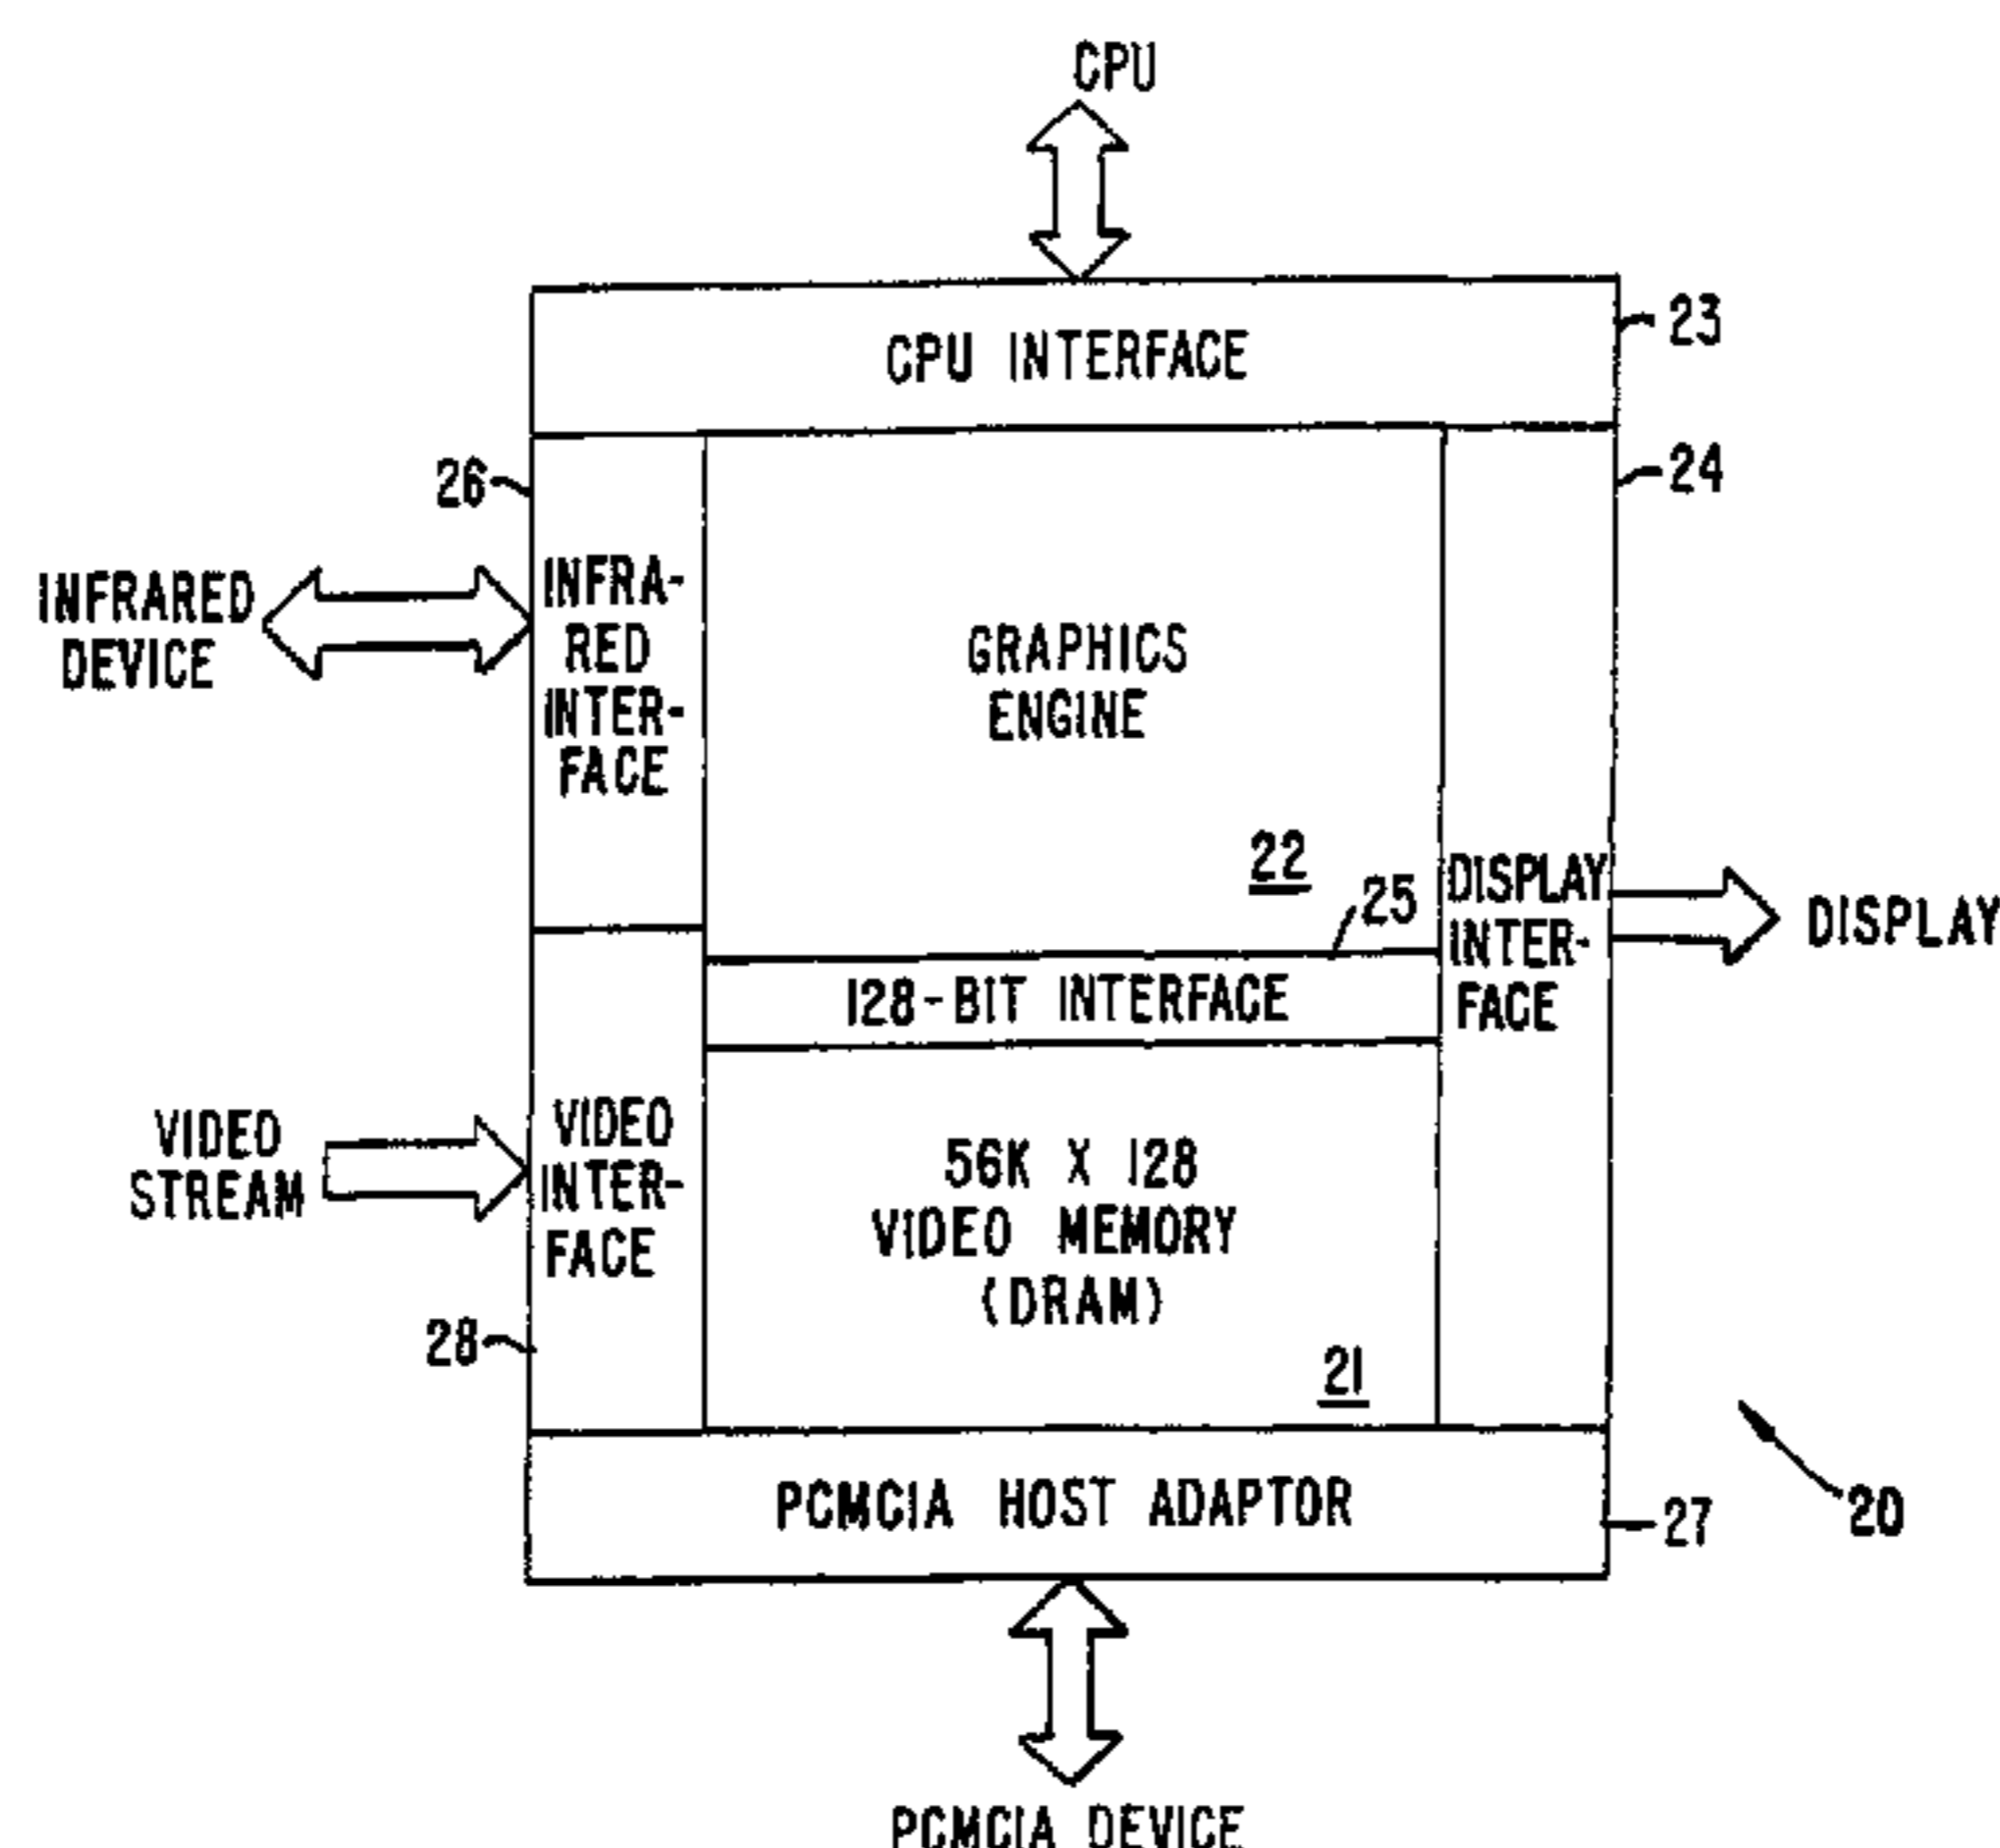 CPU
CPU INTERFACE
23
26
24
INFRARED
DEVICE
INFRA-
RED
INTER-
FACE
GRAPHICS
ENGINE
22
25
DISPLAY
INTER-
FACE
DISPLAY
128-BIT INTERFACE
VIDEO
STREAM
VIDEO
INTER-
FACE
28
56K X 128
VIDEO MEMORY
(DRAM)
21
PCMCIA HOST ADAPTOR
27
20
PCMCIA DEVICE